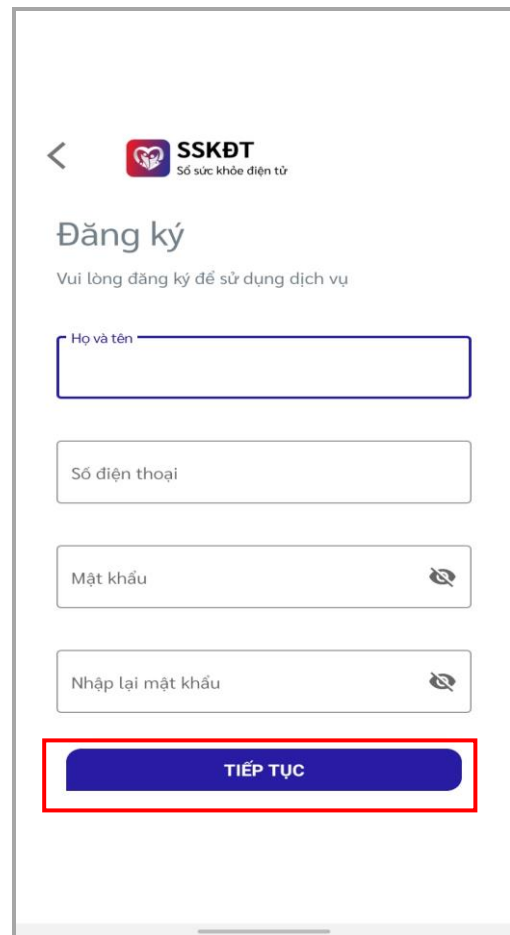 SSKĐT
Sổ sức khỏe điện tử
Đăng ký
Vui lòng đăng ký để sử dụng dịch vụ
Họ và tên
Số điện thoại
Mật khẩu
Nhập lại mật khẩu
TIẾP TỤC